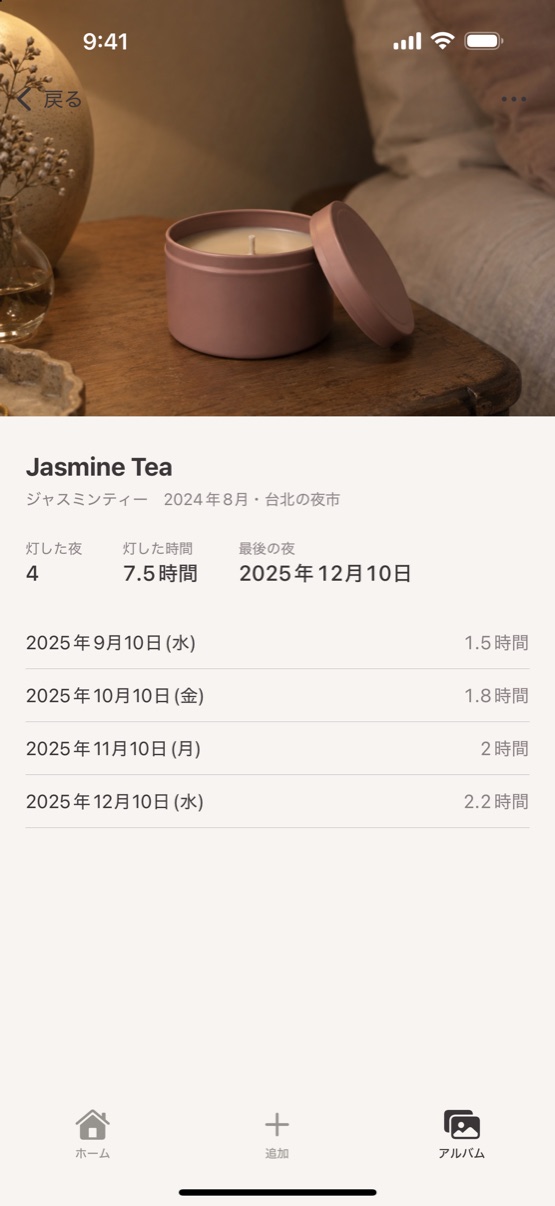 9:41
戻る
Jasmine Tea
ジャスミンティー 2024年8月・台北の夜市
灯した夜 灯した時間 最後の夜
4 7.5時間 2025年12月10日
2025年9月10日(水) 1.5時間
2025年10月10日(金) 1.8時間
2025年11月10日(月) 2時間
2025年12月10日(水) 2.2時間
ホーム 追加 アルバム